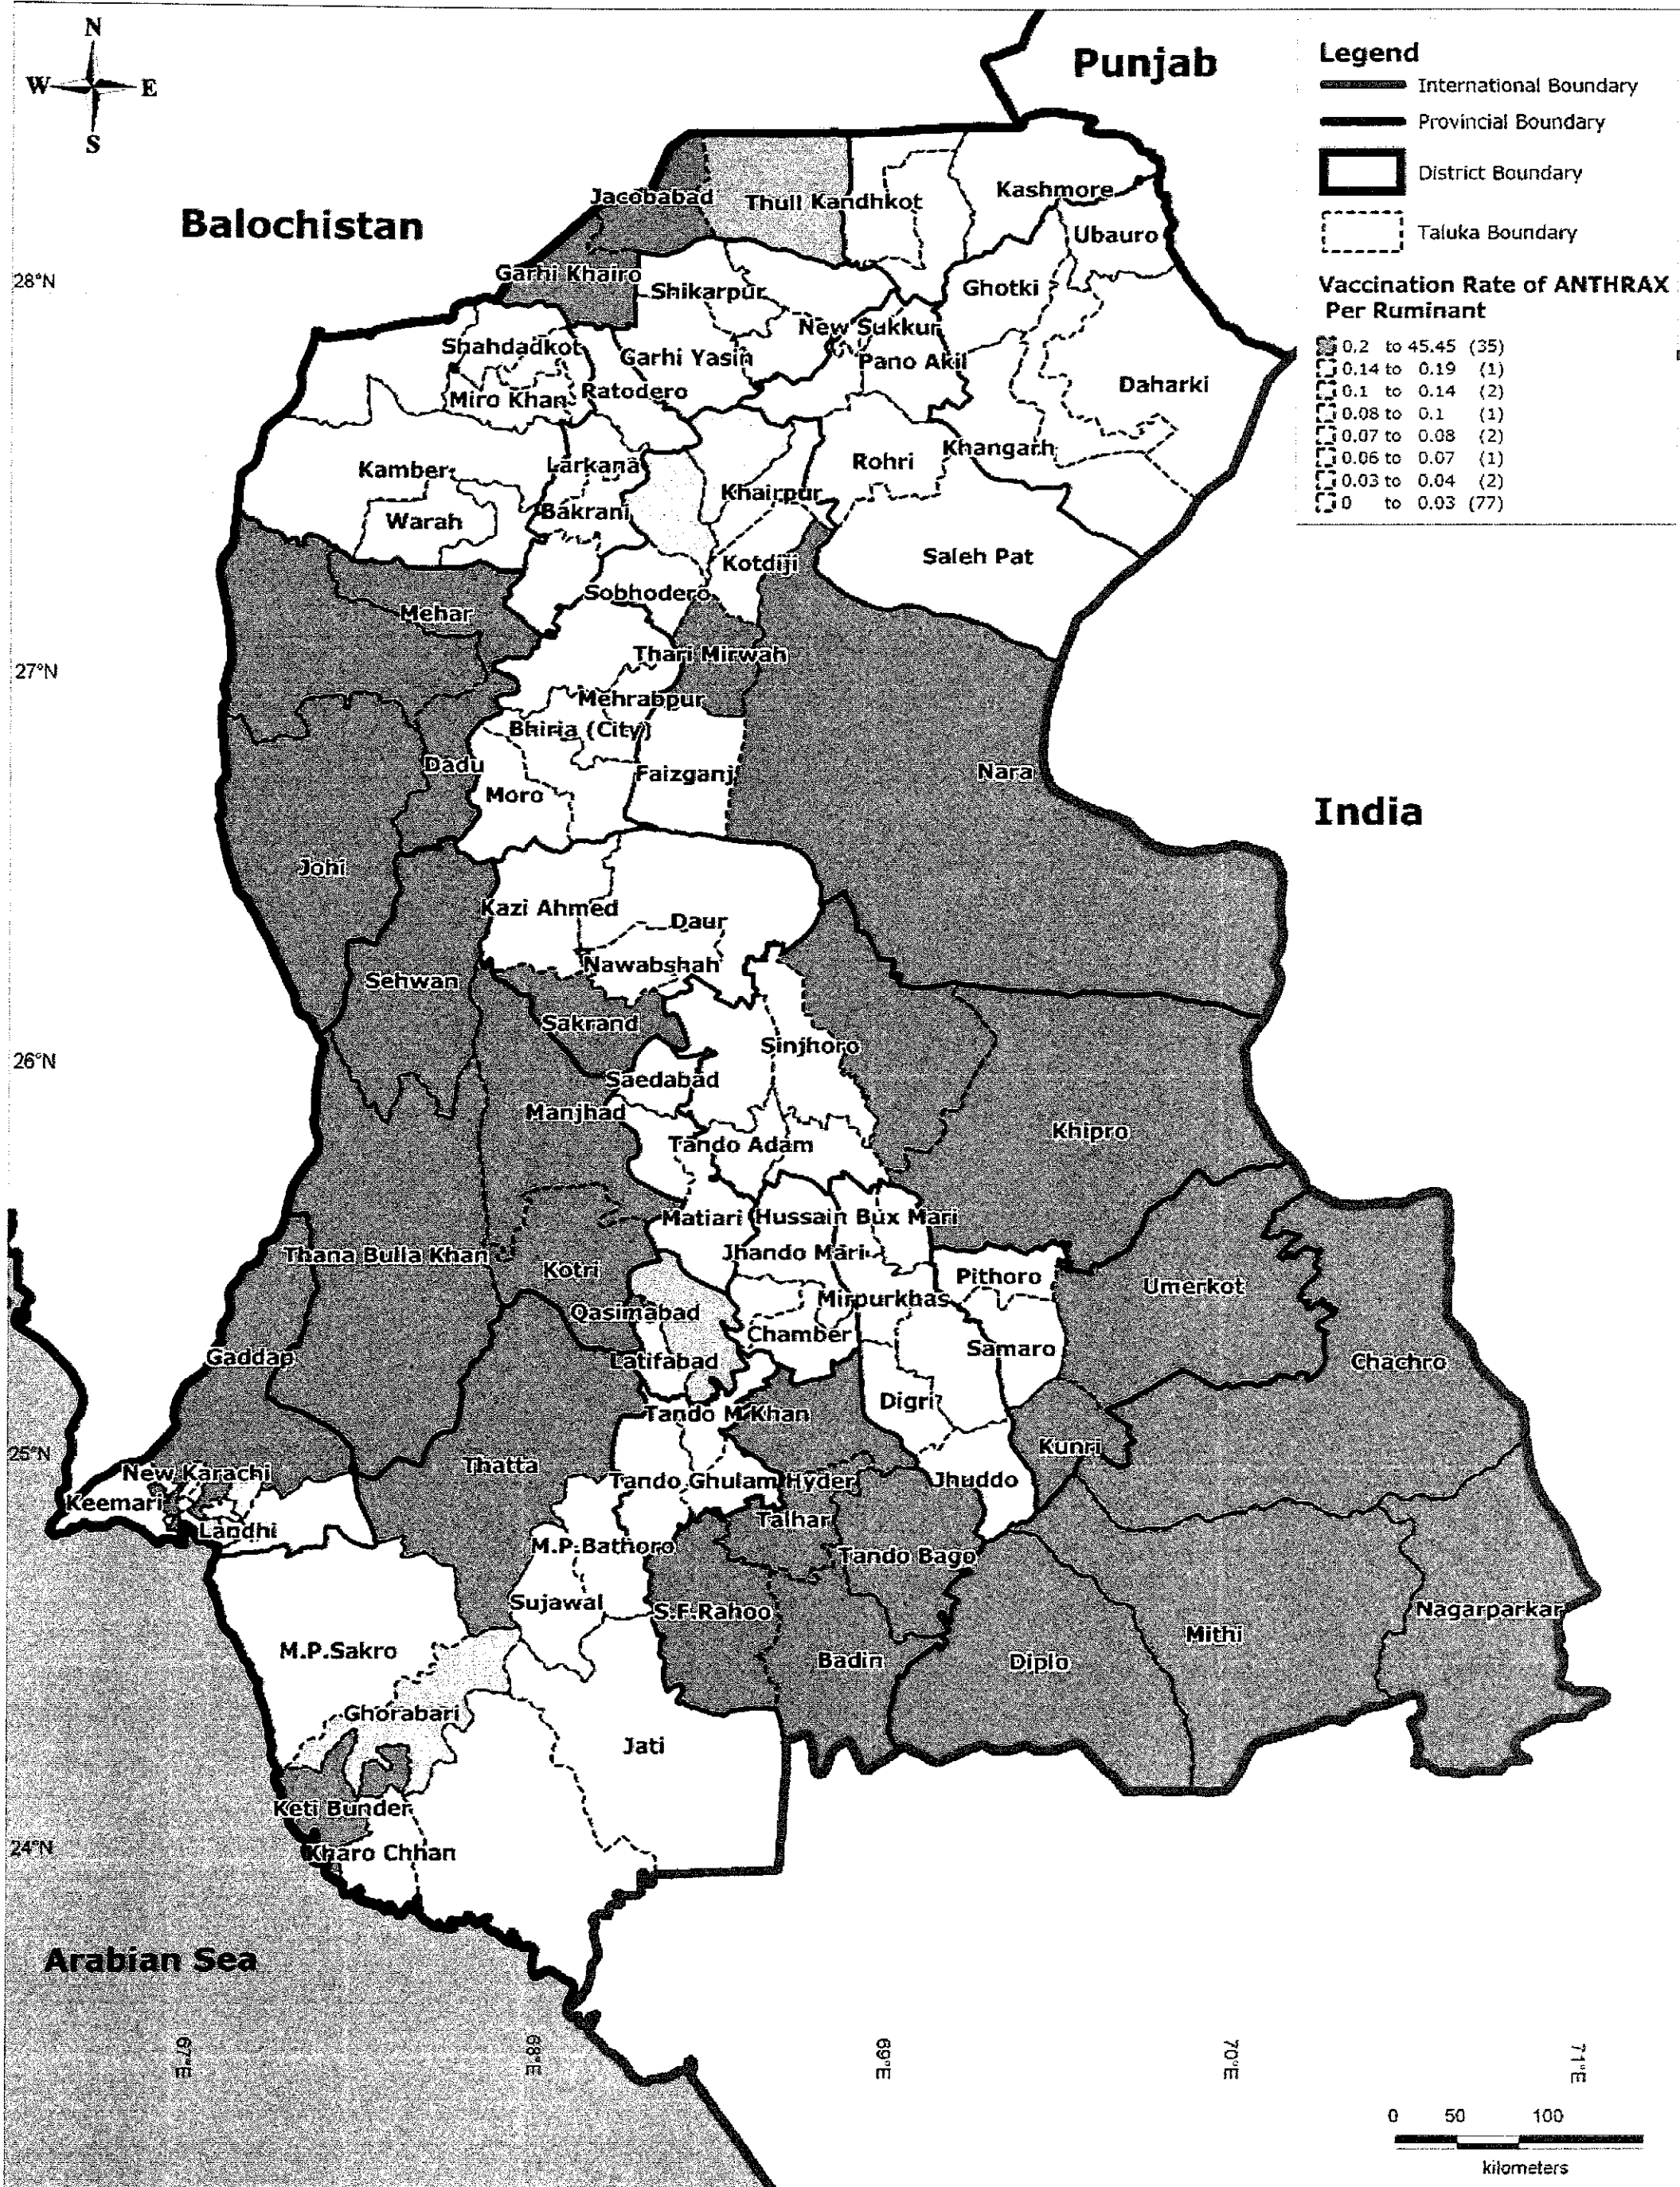 N
W E
S
Punjab
Balochistan
India
Arabian Sea
Legend
International Boundary
Provincial Boundary
District Boundary
Taluka Boundary
Vaccination Rate of ANTHRAX
Per Ruminant
0.2 to 45.45 (35)
0.14 to 0.19 (1)
0.1 to 0.14 (2)
0.08 to 0.1 (1)
0.07 to 0.08 (2)
0.06 to 0.07 (1)
0.03 to 0.04 (2)
0 to 0.03 (77)
28°N
27°N
26°N
25°N
24°N
Jacobabad
Thull
Kandhkot
Kashmore
Ubauro
Garhi Khairo
Shikarpur
Ghotki
New Sukkur
Shahdadkot
Garhi Yasin
Pano Akil
Daharki
Miro Khan
Ratodero
Kamber
Larkana
Rohri
Khangarh
Khairpur
Warah
Bakrani
Saleh Pat
Kotdiji
Mehar
Sobhodero
Thari Mirwah
Mehrabpur
Bhiria (City)
Dadu
Faizganj
Nara
Moro
Johi
Kazi Ahmed
Daur
Nawabshah
Sehwan
Sakrand
Sinjhoro
Saedabad
Manjhad
Tando Adam
Khipro
Matiari
Hussain Bux Mari
Jhando Mari
Thana Bulla Khan
Kotri
Pithoro
Umerkot
Mirpurkhas
Qasimabad
Chamber
Samaro
Gaddap
Latifabad
Chachro
Digri
Tando M Khan
Kunri
New Karachi
Thatta
Tando Ghulam Hyder
Jhuddo
Keemari
Landhi
Talhar
M.P.Bathoro
Tando Bago
Sujawal
S.F.Rahoo
Nagarparkar
Mithi
M.P.Sakro
Badin
Diplo
Ghorabari
Jati
Keti Bunder
Kharo Chhan
67°E
68°E
69°E
70°E
71°E
0 50 100
kilometers